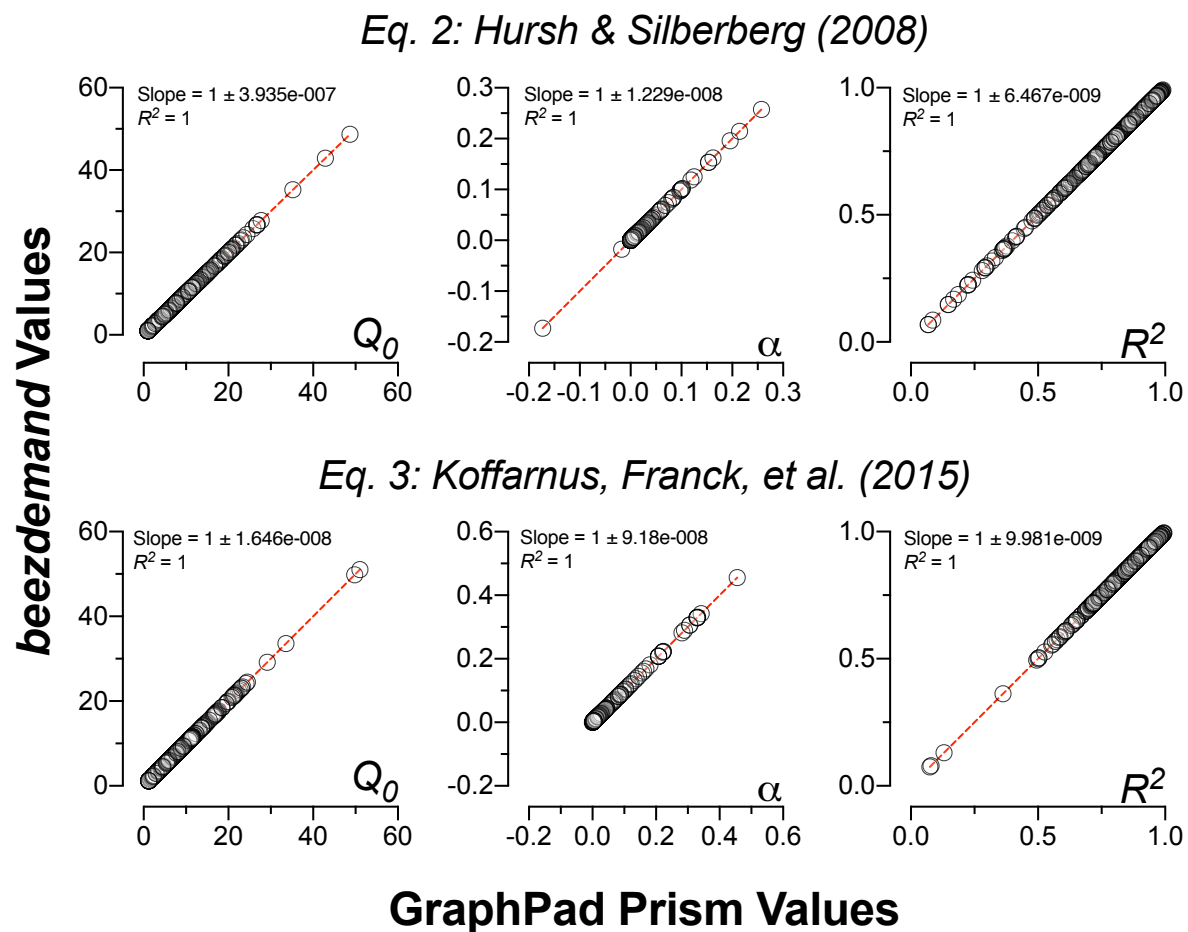 Eq. 2: Hursh & Silberberg (2008)
beezdemand Values
Slope = 1 ± 3.935e-007
R² = 1
60
40
20
0
Q₀
0 20 40 60
Slope = 1 ± 1.229e-008
R² = 1
0.3
0.2
0.1
0.0
-0.1
-0.2
α
-0.2 -0.1 0.0 0.1 0.2 0.3
Slope = 1 ± 6.467e-009
R² = 1
1.0
0.5
0.0
R²
0.0 0.5 1.0
Eq. 3: Koffarnus, Franck, et al. (2015)
Slope = 1 ± 1.646e-008
R² = 1
60
40
20
0
Q₀
0 20 40 60
Slope = 1 ± 9.18e-008
R² = 1
0.6
0.4
0.2
0.0
-0.2
α
-0.2 0.0 0.2 0.4 0.6
Slope = 1 ± 9.981e-009
R² = 1
1.0
0.5
0.0
R²
0.0 0.5 1.0
GraphPad Prism Values